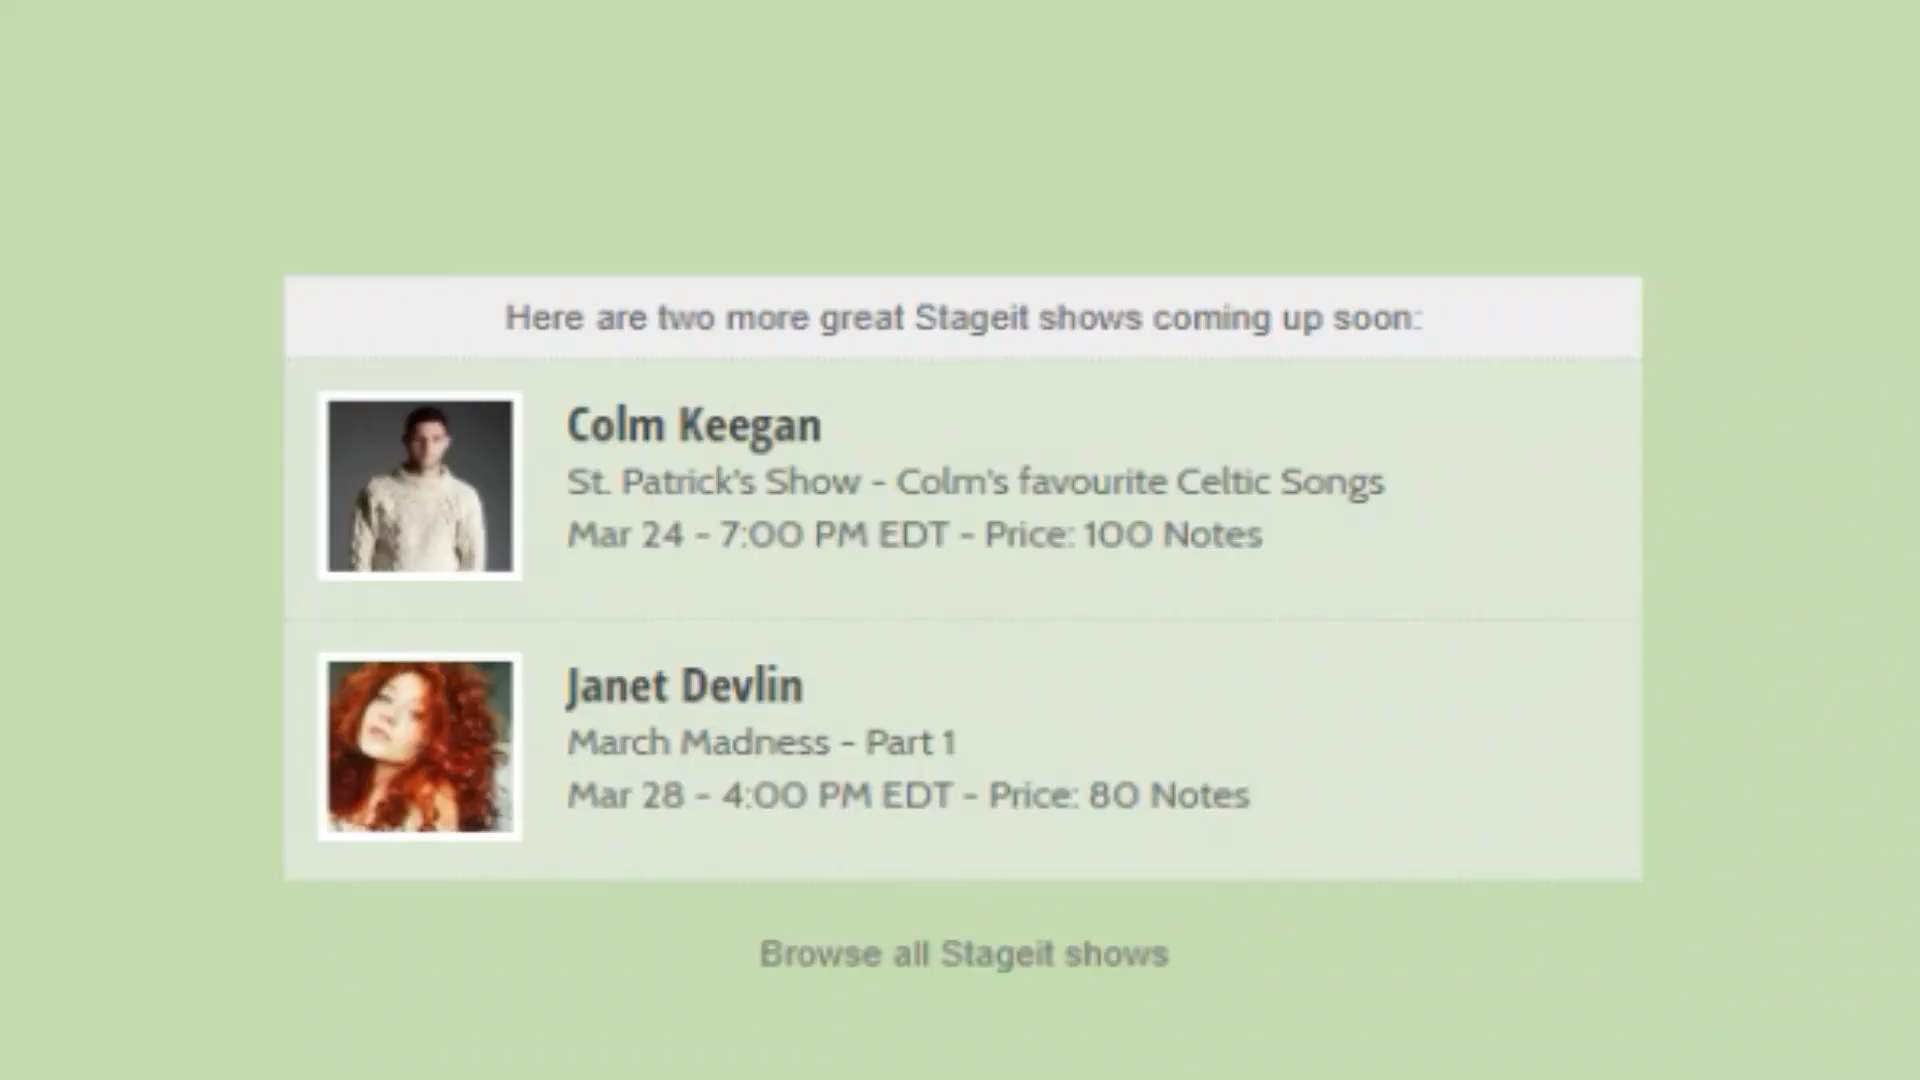 Here are two more great Stageit shows coming up soon:
Colm Keegan
St. Patrick's Show - Colm's favourite Celtic Songs
Mar 24 - 7:00 PM EDT - Price: 100 Notes
Janet Devlin
March Madness - Part 1
Mar 28 - 4:00 PM EDT - Price: 80 Notes
Browse all Stageit shows